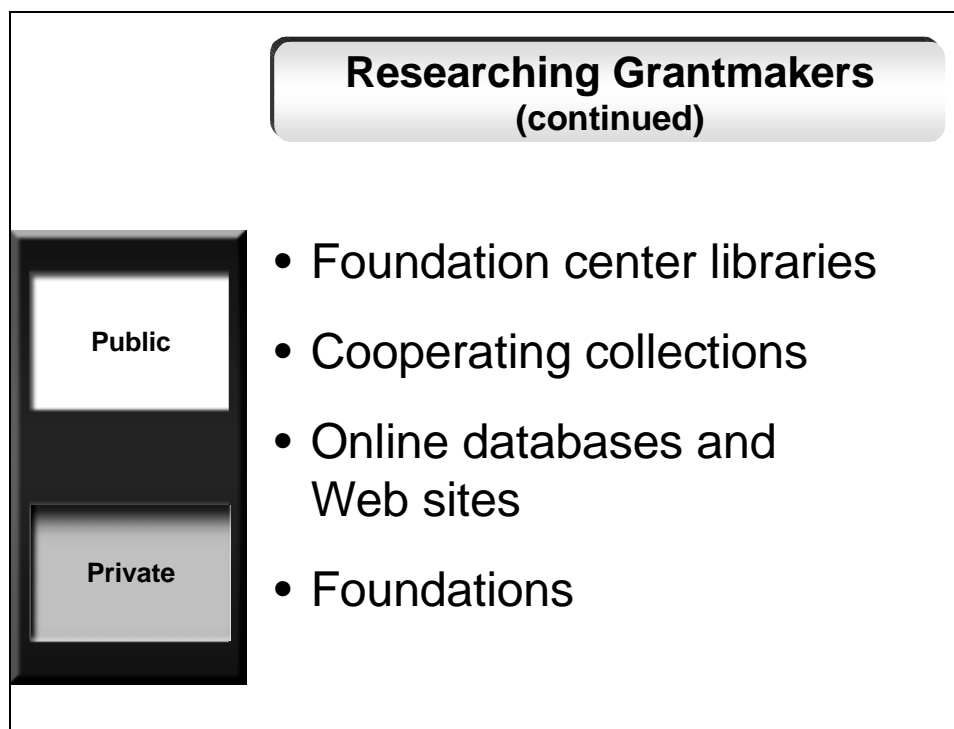 Researching Grantmakers
(continued)
Public
Private
• Foundation center libraries
• Cooperating collections
• Online databases and
Web sites
• Foundations